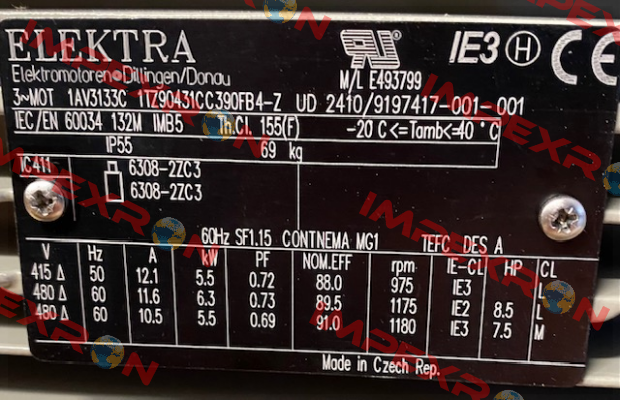 ELEKTRA
Elektromotoren•Dillingen/Donau
M/L E493799
IE3 H CE
3~MOT 1AV3133C 1TZ90431CC390FB4-Z UD 2410/9197417-001-001
IEC/EN 60034 132M IMB5 Th.Cl. 155(F) -20°C<=Tamb<=40°C
IP55 69 kg
IC411 6308-2ZC3
6308-2ZC3
60Hz SF1.15 CONTNEMA MG1 TEFC DES A
V Hz A kW PF NOM.EFF rpm IE-CL HP CL
415 Δ 50 12.1 5.5 0.72 88.0 975 IE3 L
480 Δ 60 11.6 6.3 0.73 89.5 1175 IE2 8.5 L
480 Δ 60 10.5 5.5 0.69 91.0 1180 IE3 7.5 M
Made in Czech Rep.
IMPEXRON